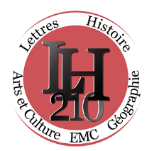 Lettres Histoire
Arts et Culture EMC Géographie
LH
210